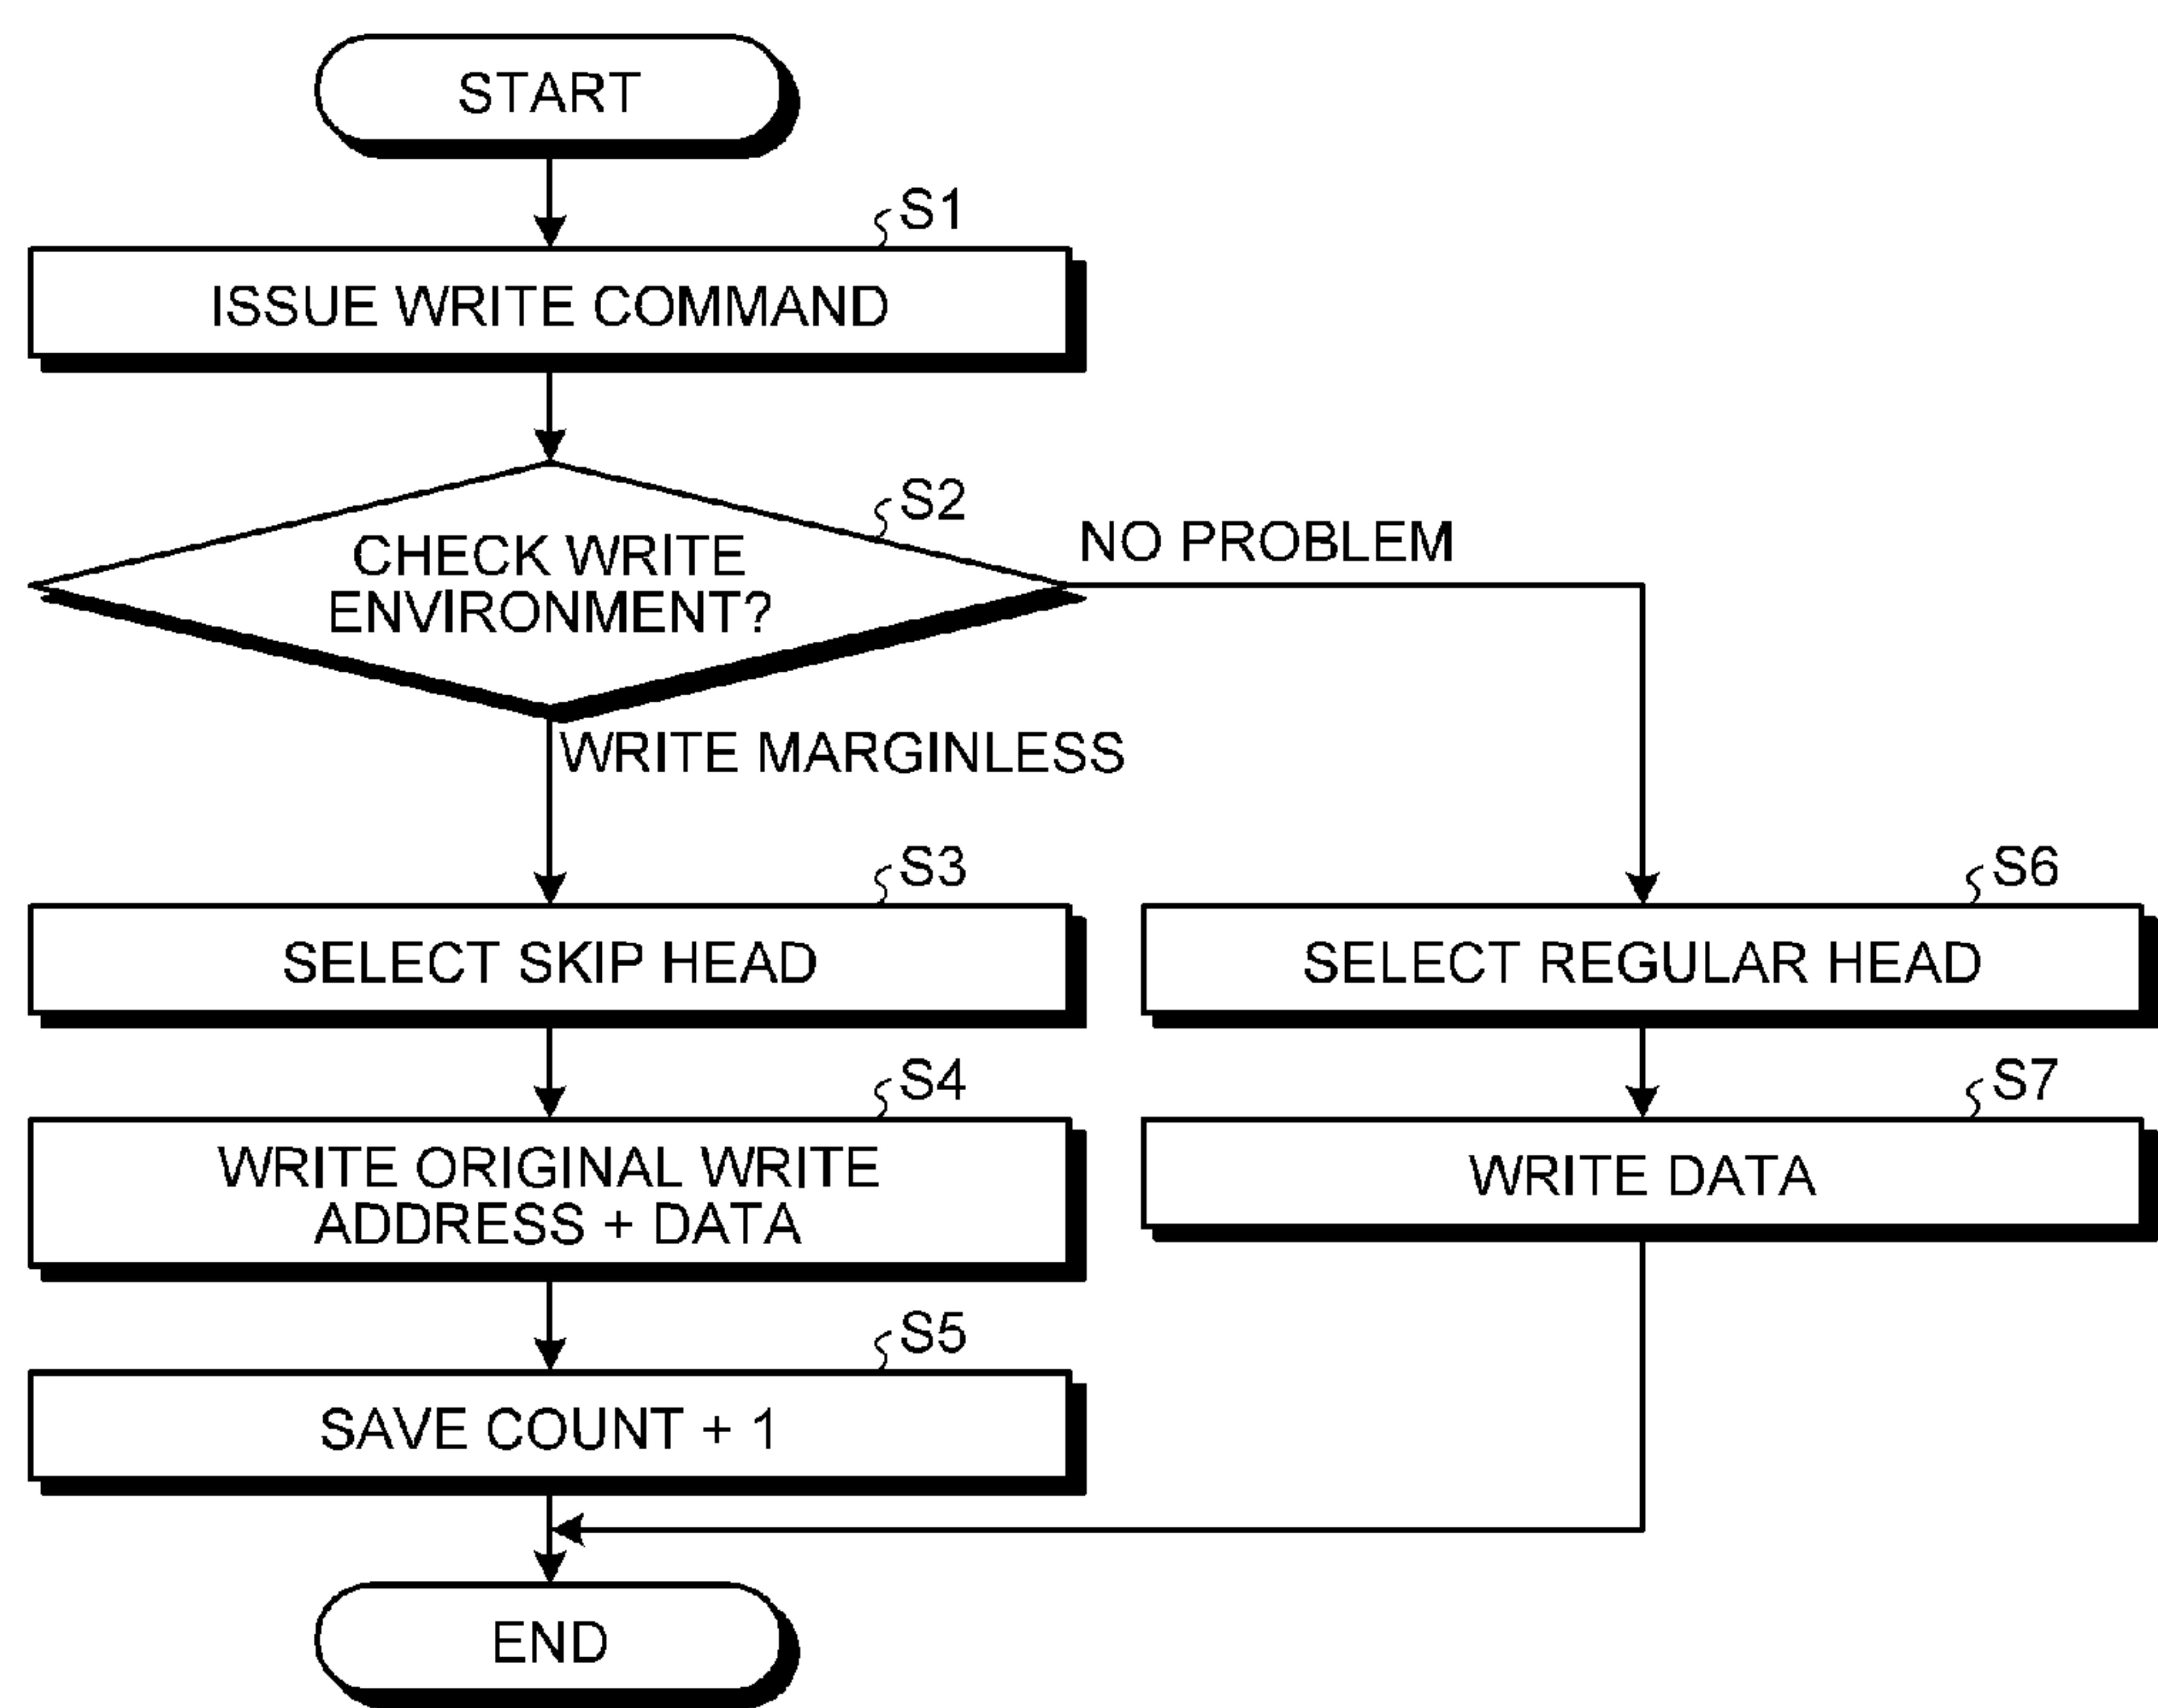 START
S1
ISSUE WRITE COMMAND
S2
CHECK WRITE
ENVIRONMENT?
NO PROBLEM
WRITE MARGINLESS
S3
SELECT SKIP HEAD
S6
SELECT REGULAR HEAD
S4
WRITE ORIGINAL WRITE
ADDRESS + DATA
S7
WRITE DATA
S5
SAVE COUNT + 1
END